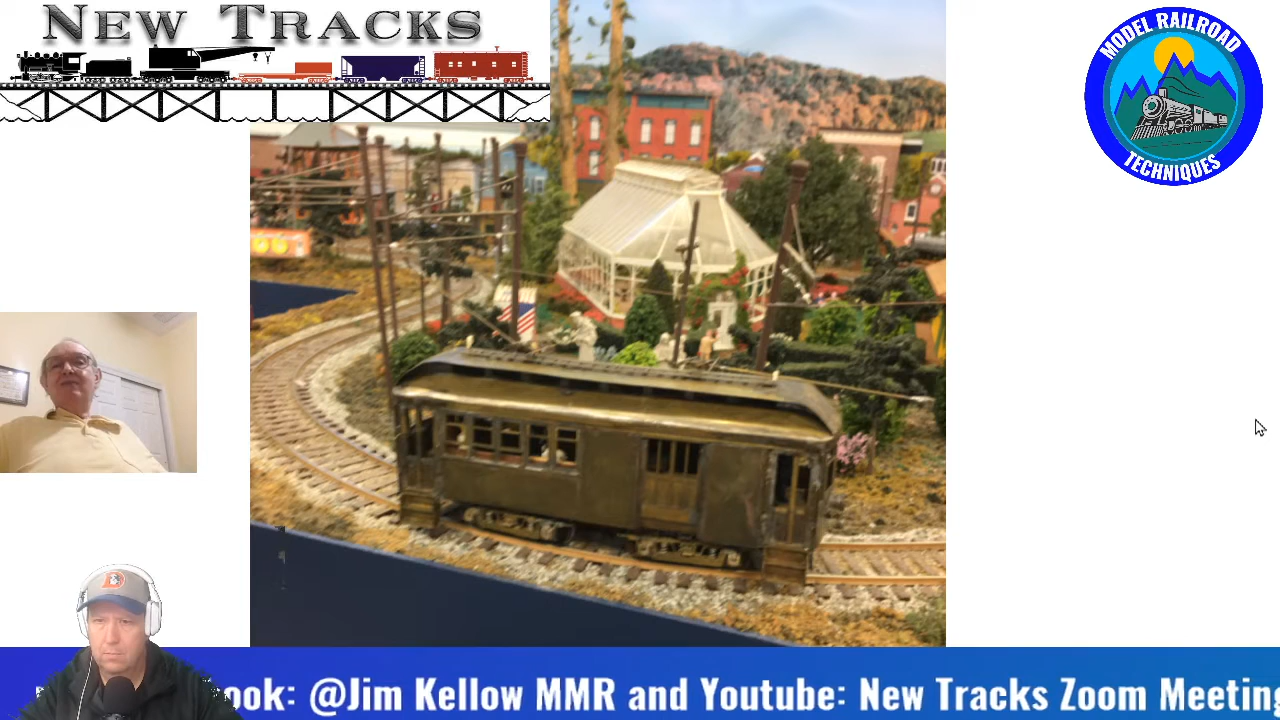 New Tracks
MODEL RAILROAD
TECHNIQUES
ook: @Jim Kellow MMR and Youtube: New Tracks Zoom Meeting